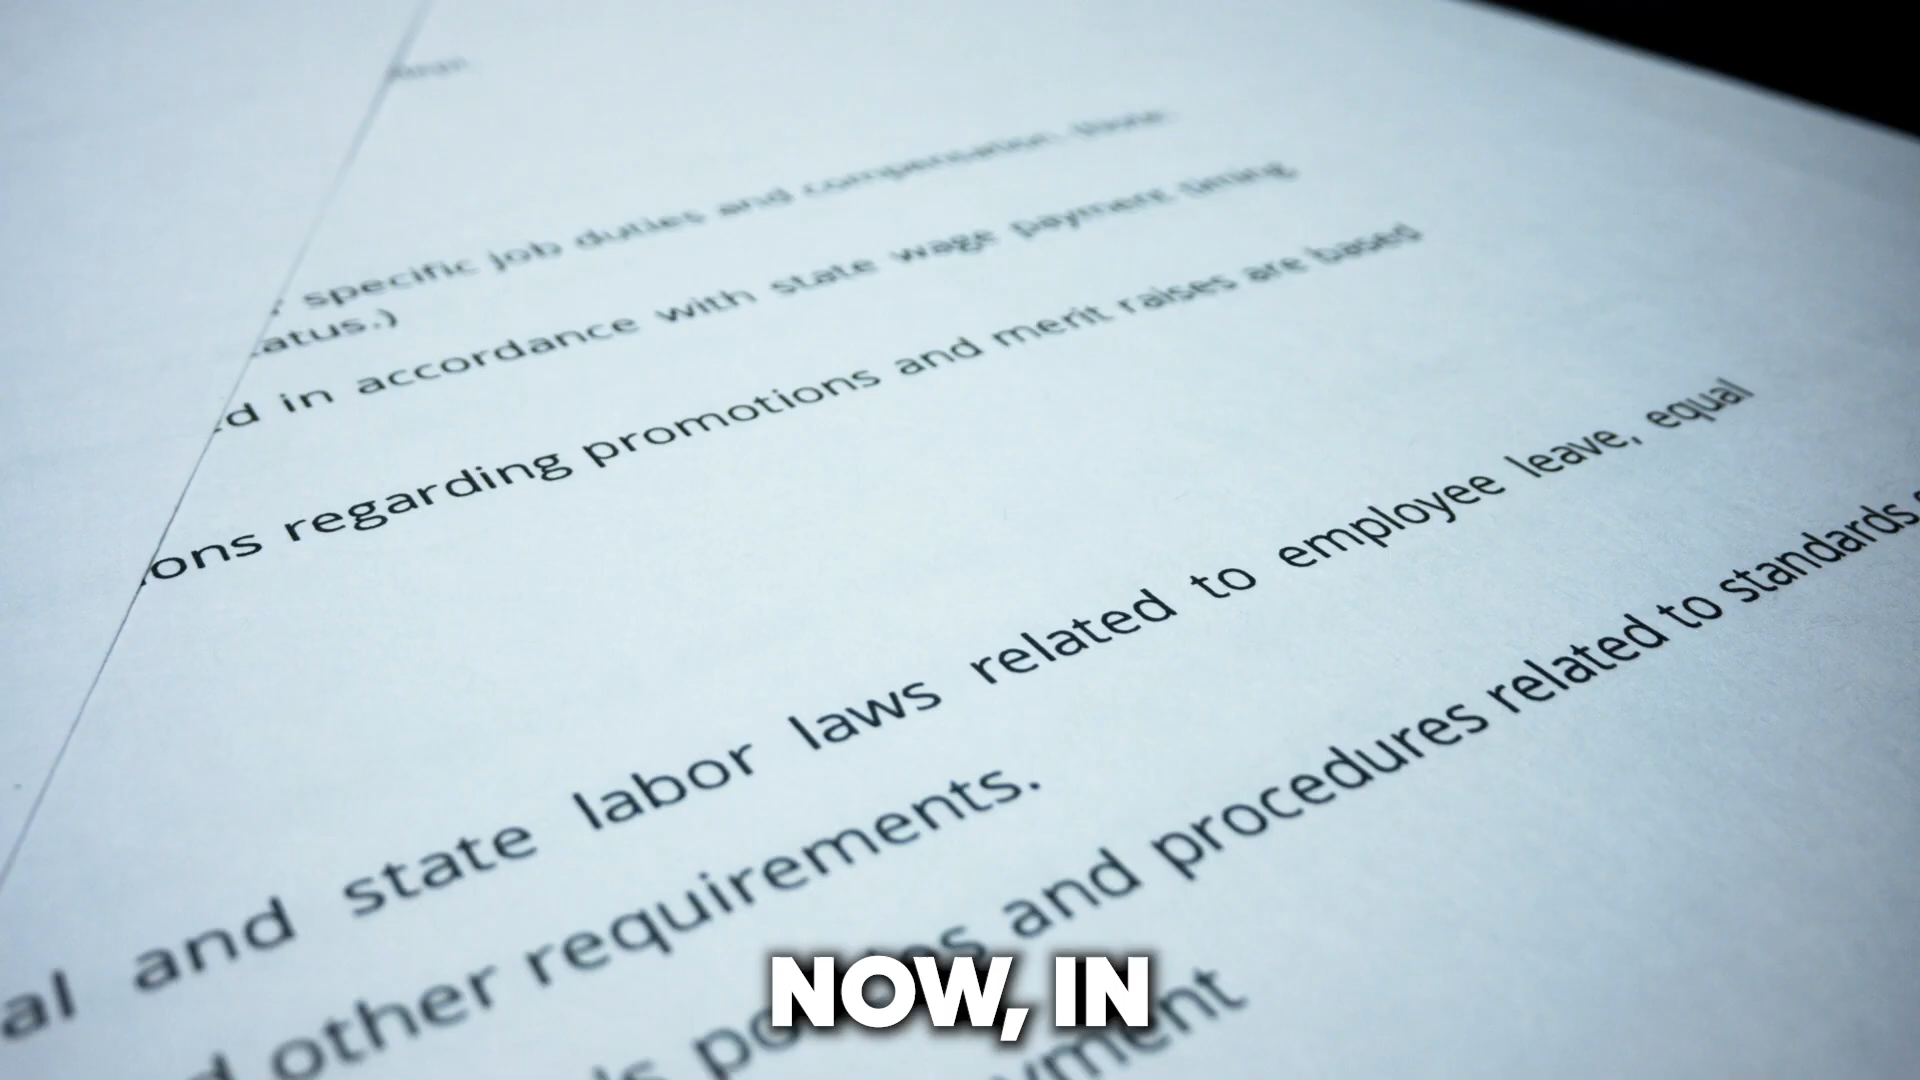 specific job duties and compensation
atus.)
d in accordance with state wage payment timing
ons regarding promotions and merit raises are based
al and state labor laws related to employee leave, equal
other requirements.
and procedures related to standards
NOW, IN